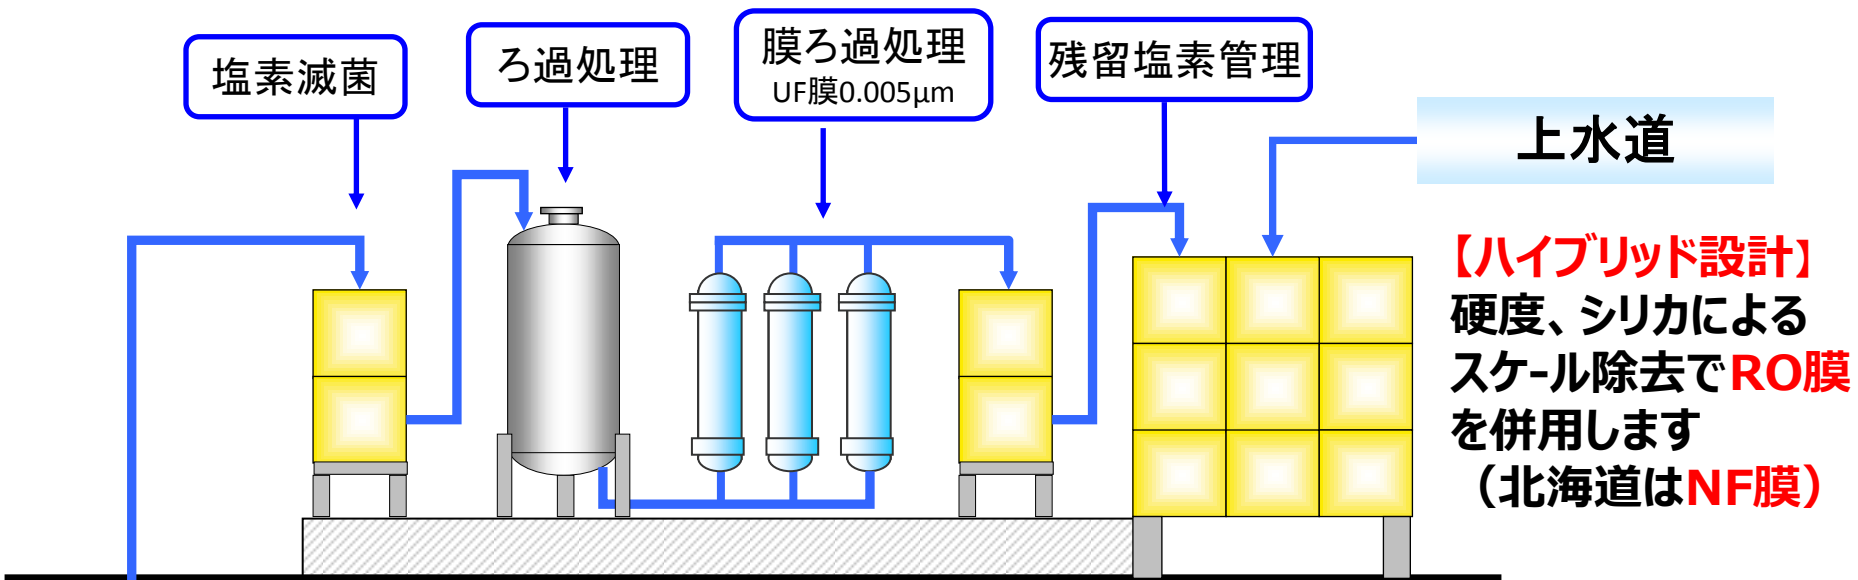 塩素滅菌
ろ過処理
膜ろ過処理
UF膜0.005μm
残留塩素管理
上水道
【ハイブリッド設計】
硬度、シリカによる
スケール除去でRO膜
を併用します
（北海道はNF膜）